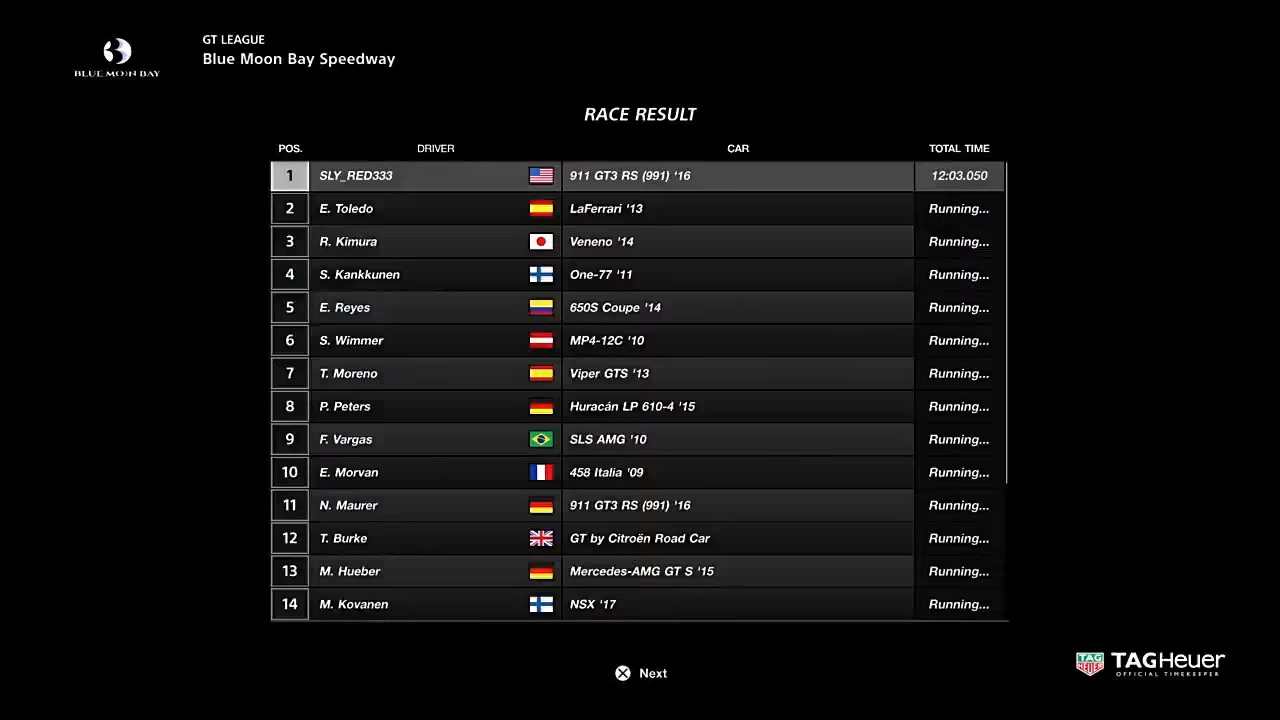 GT LEAGUE
Blue Moon Bay Speedway
BLUE MOON BAY
RACE RESULT
POS. DRIVER CAR TOTAL TIME
1 SLY_RED333 911 GT3 RS (991) '16 12:03.050
2 E. Toledo LaFerrari '13 Running...
3 R. Kimura Veneno '14 Running...
4 S. Kankkunen One-77 '11 Running...
5 E. Reyes 650S Coupe '14 Running...
6 S. Wimmer MP4-12C '10 Running...
7 T. Moreno Viper GTS '13 Running...
8 P. Peters Huracán LP 610-4 '15 Running...
9 F. Vargas SLS AMG '10 Running...
10 E. Morvan 458 Italia '09 Running...
11 N. Maurer 911 GT3 RS (991) '16 Running...
12 T. Burke GT by Citroën Road Car Running...
13 M. Hueber Mercedes-AMG GT S '15 Running...
14 M. Kovanen NSX '17 Running...
Next
TAG HEUER TAGHeuer
OFFICIAL TIMEKEEPER